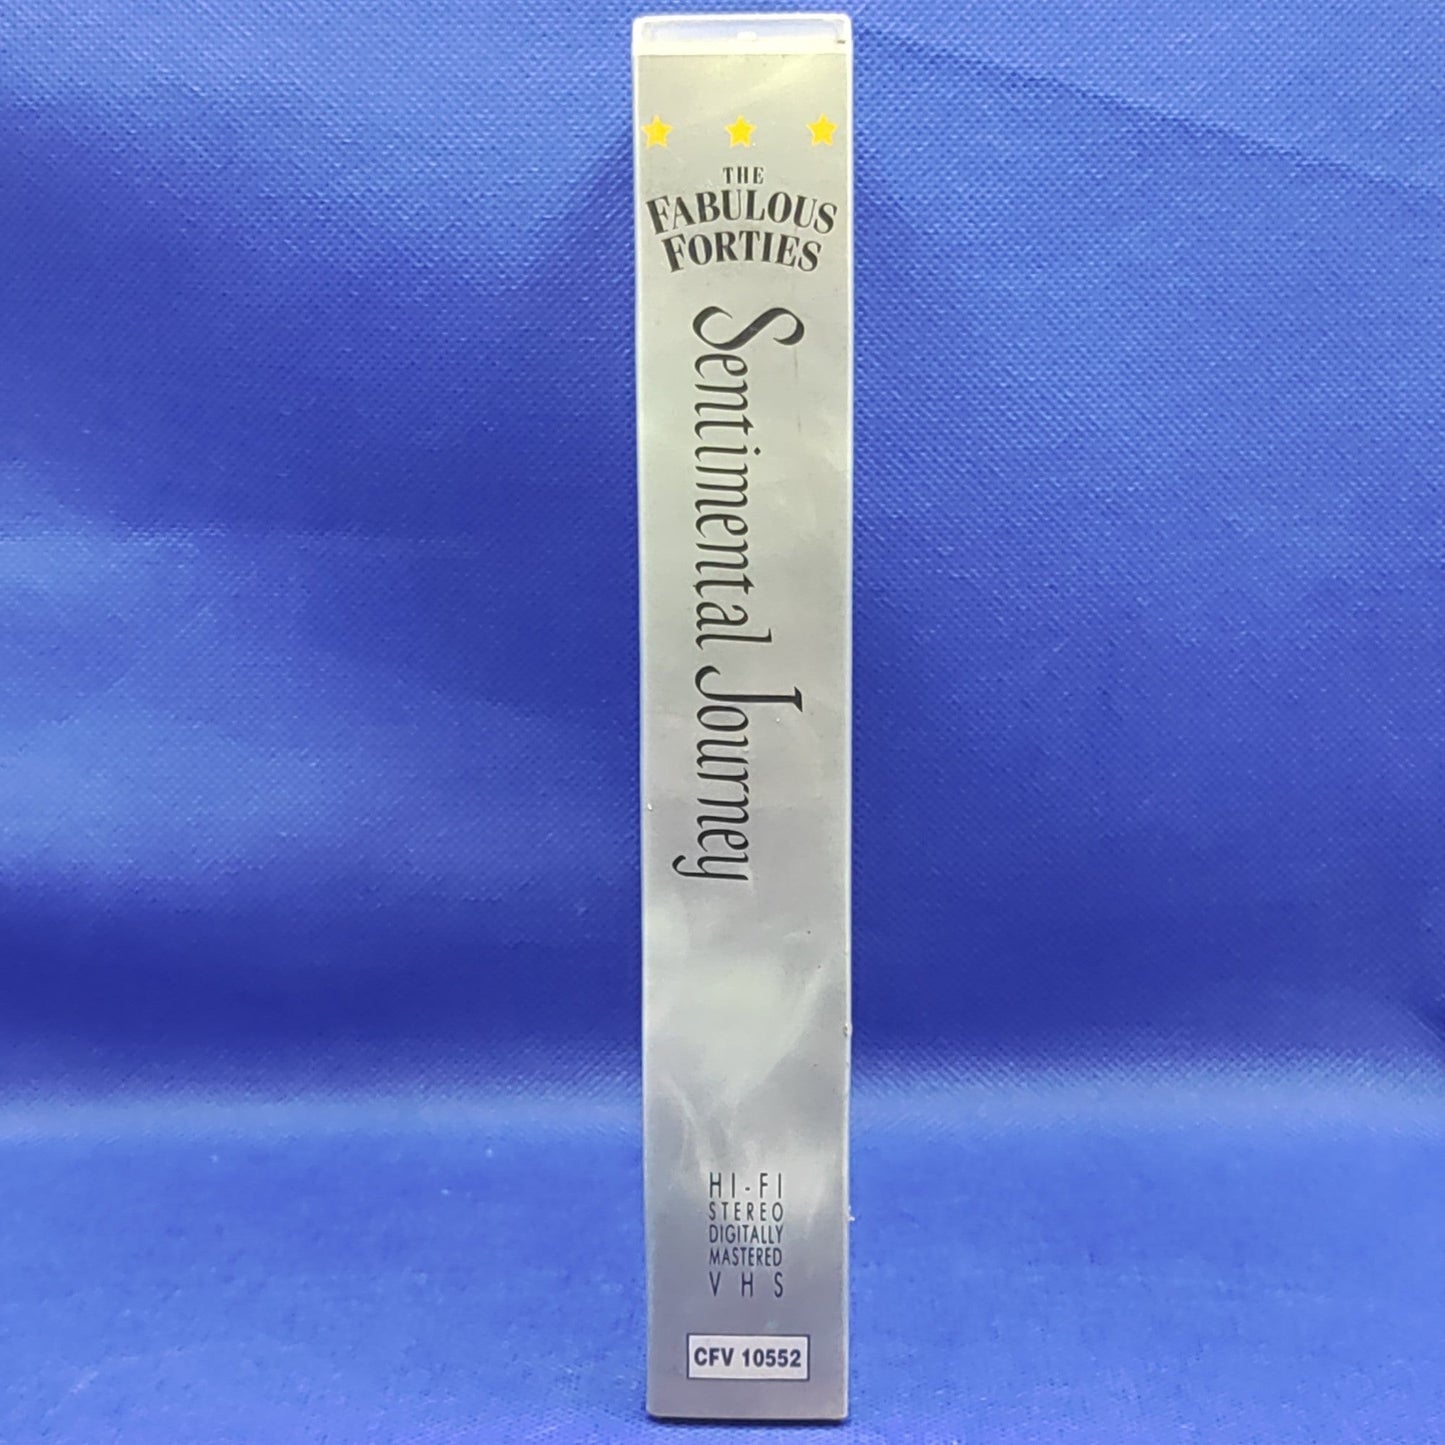 THE
FABULOUS
FORTIES
Sentimental Journey
HI-FI
STEREO
DIGITALLY
MASTERED
VHS
CFV 10552